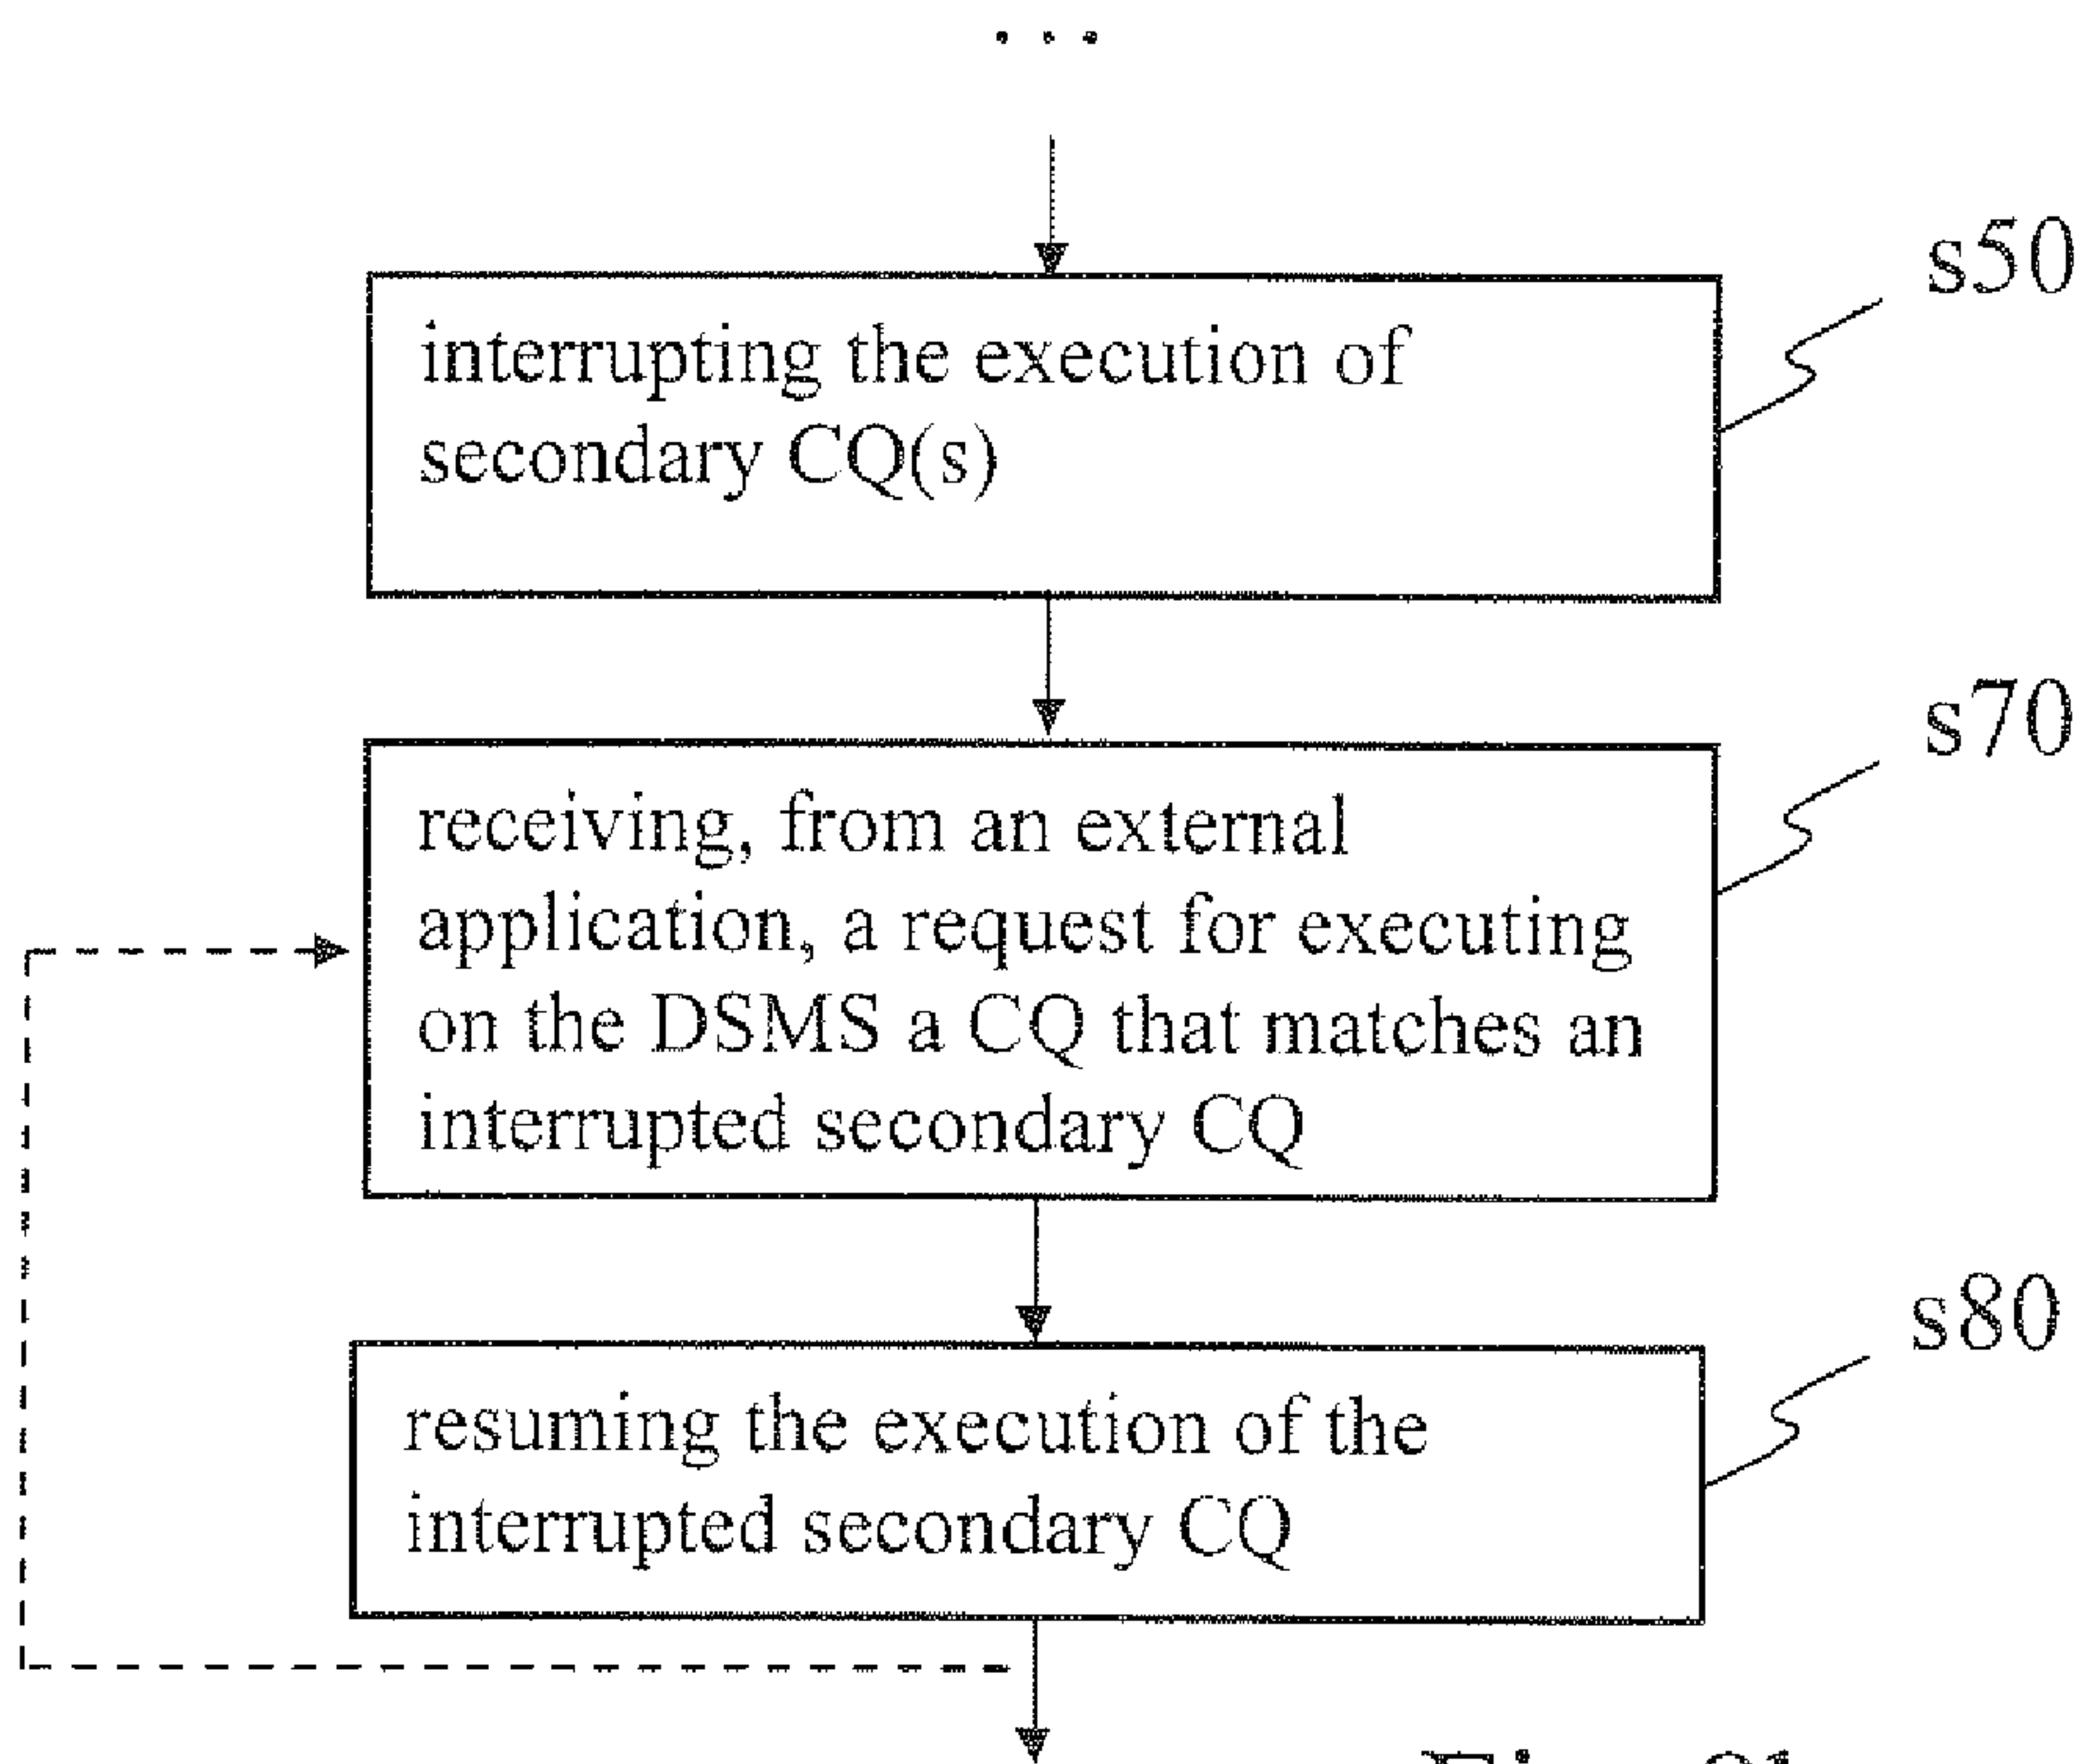 ...
s50
interrupting the execution of
secondary CQ(s)
s70
receiving, from an external
application, a request for executing
on the DSMS a CQ that matches an
interrupted secondary CQ
s80
resuming the execution of the
interrupted secondary CQ